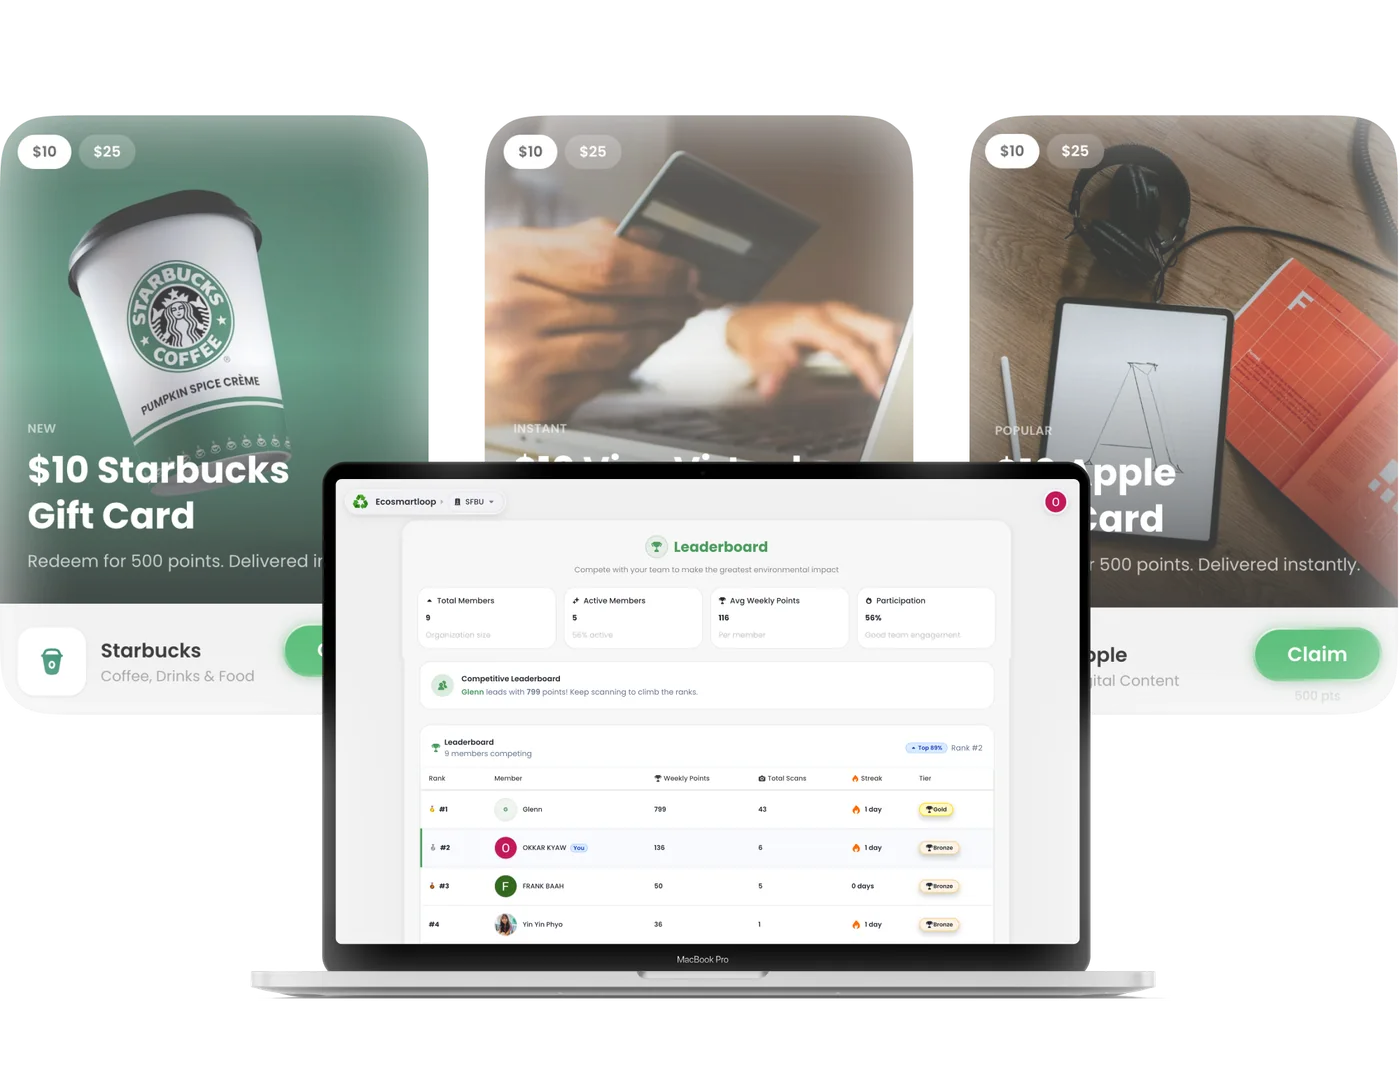 $10 $25
STARBUCKS
COFFEE
PUMPKIN SPICE CRÈME
NEW
$10 Starbucks
Gift Card
Redeem for 500 points. Delivered
Starbucks
Coffee, Drinks & Food
$10 $25
INSTANT
$10 Visa Virtual
$10 $25
F
POPULAR
$10 Apple
Card
500 points. Delivered instantly.
Claim
500 pts
Ecosmartloop › SFBU
O
Leaderboard
Compete with your team to make the greatest environmental impact
Total Members
9
Organization size
Active Members
5
56% active
Avg Weekly Points
116
Per member
Participation
56%
Good team engagement
Competitive Leaderboard
Glenn leads with 799 points! Keep scanning to climb the ranks.
Leaderboard
9 members competing
Top 89% Rank #2
Rank Member Weekly Points Total Scans Streak Tier
#1 G Glenn 799 43 1 day Gold
#2 O OKKAR KYAW You 136 6 1 day Bronze
#3 F FRANK BAAH 50 5 0 days Bronze
#4 Yin Yin Phyo 36 1 1 day Bronze
MacBook Pro